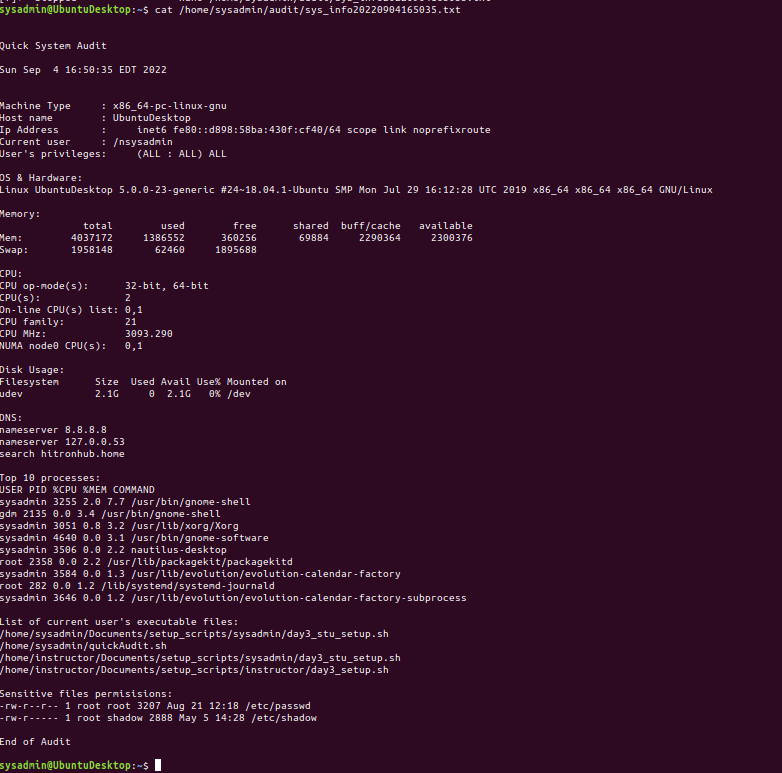 sysadmin@UbuntuDesktop:~$ cat /home/sysadmin/audit/sys_info20220904165035.txt
Quick System Audit
Sun Sep  4 16:50:35 EDT 2022
Machine Type     : x86_64-pc-linux-gnu
Host name        : UbuntuDesktop
Ip Address       :     inet6 fe80::d898:58ba:430f:cf40/64 scope link noprefixroute
Current user     : /nsysadmin
User's privileges:     (ALL : ALL) ALL
OS & Hardware:
Linux UbuntuDesktop 5.0.0-23-generic #24~18.04.1-Ubuntu SMP Mon Jul 29 16:12:28 UTC 2019 x86_64 x86_64 x86_64 GNU/Linux
Memory:
              total        used        free      shared  buff/cache   available
Mem:        4037172     1386552      360256       69884     2290364     2300376
Swap:       1958148       62460     1895688
CPU:
CPU op-mode(s):      32-bit, 64-bit
CPU(s):              2
On-line CPU(s) list: 0,1
CPU family:          21
CPU MHz:             3093.290
NUMA node0 CPU(s):   0,1
Disk Usage:
Filesystem      Size  Used Avail Use% Mounted on
udev            2.1G     0  2.1G   0% /dev
DNS:
nameserver 8.8.8.8
nameserver 127.0.0.53
search hitronhub.home
Top 10 processes:
USER PID %CPU %MEM COMMAND
sysadmin 3255 2.0 7.7 /usr/bin/gnome-shell
gdm 2135 0.0 3.4 /usr/bin/gnome-shell
sysadmin 3051 0.8 3.2 /usr/lib/xorg/Xorg
sysadmin 4640 0.0 3.1 /usr/bin/gnome-software
sysadmin 3506 0.0 2.2 nautilus-desktop
root 2358 0.0 2.2 /usr/lib/packagekit/packagekitd
sysadmin 3584 0.0 1.3 /usr/lib/evolution/evolution-calendar-factory
root 282 0.0 1.2 /lib/systemd/systemd-journald
sysadmin 3646 0.0 1.2 /usr/lib/evolution/evolution-calendar-factory-subprocess
List of current user's executable files:
/home/sysadmin/Documents/setup_scripts/sysadmin/day3_stu_setup.sh
/home/sysadmin/quickAudit.sh
/home/instructor/Documents/setup_scripts/sysadmin/day3_stu_setup.sh
/home/instructor/Documents/setup_scripts/instructor/day3_setup.sh
Sensitive files permisisions:
-rw-r--r-- 1 root root 3207 Aug 21 12:18 /etc/passwd
-rw-r----- 1 root shadow 2888 May 5 14:28 /etc/shadow
End of Audit
sysadmin@UbuntuDesktop:~$